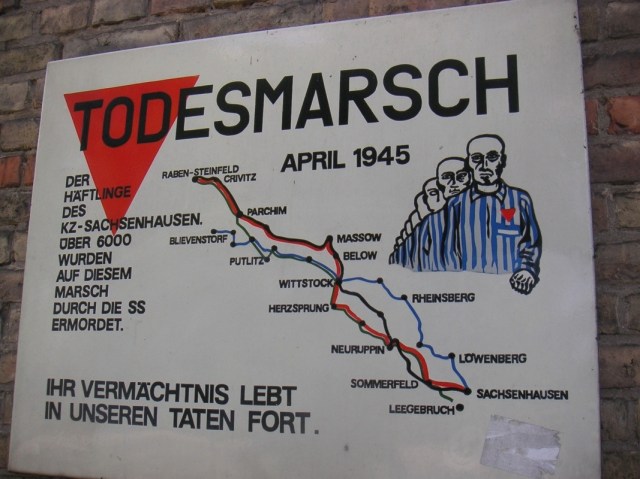 TODESMARSCH
APRIL 1945
DER
HÄFTLINGE
DES
KZ-SACHSENHAUSEN.
ÜBER 6000
WURDEN
AUF DIESEM
MARSCH
DURCH DIE SS
ERMORDET.
RABEN-STEINFELD
CRIVITZ
PARCHIM
BLIEVENSTORF
PUTLITZ
MASSOW
BELOW
WITTSTOCK
RHEINSBERG
HERZSPRUNG
NEURUPPIN
LÖWENBERG
SOMMERFELD
SACHSENHAUSEN
LEEGEBRUCH
IHR VERMÄCHTNIS LEBT
IN UNSEREN TATEN FORT.